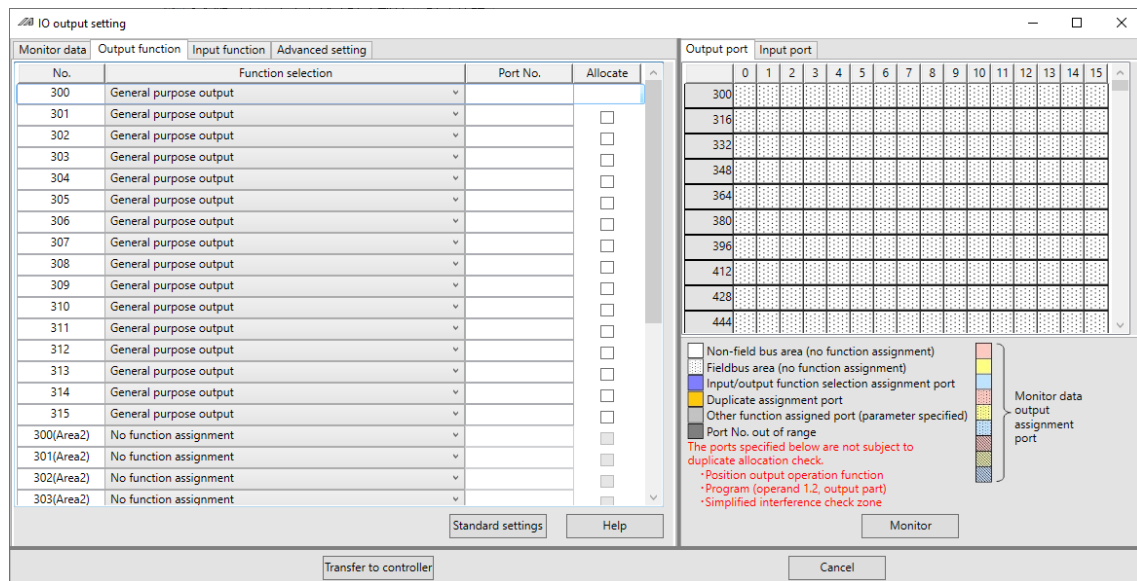 IO output setting
Monitor data Output function Input function Advanced setting
No. Function selection Port No. Allocate
300 General purpose output
301 General purpose output
302 General purpose output
303 General purpose output
304 General purpose output
305 General purpose output
306 General purpose output
307 General purpose output
308 General purpose output
309 General purpose output
310 General purpose output
311 General purpose output
312 General purpose output
313 General purpose output
314 General purpose output
315 General purpose output
300(Area2) No function assignment
301(Area2) No function assignment
302(Area2) No function assignment
303(Area2) No function assignment
Standard settings Help
Output port Input port
0 1 2 3 4 5 6 7 8 9 10 11 12 13 14 15
300
316
332
348
364
380
396
412
428
444
Non-field bus area (no function assignment)
Fieldbus area (no function assignment)
Input/output function selection assignment port
Duplicate assignment port
Other function assigned port (parameter specified)
Port No. out of range
The ports specified below are not subject to
duplicate allocation check.
・Position output operation function
・Program (operand 1.2, output part)
・Simplified interference check zone
Monitor data
output
assignment
port
Monitor
Transfer to controller Cancel